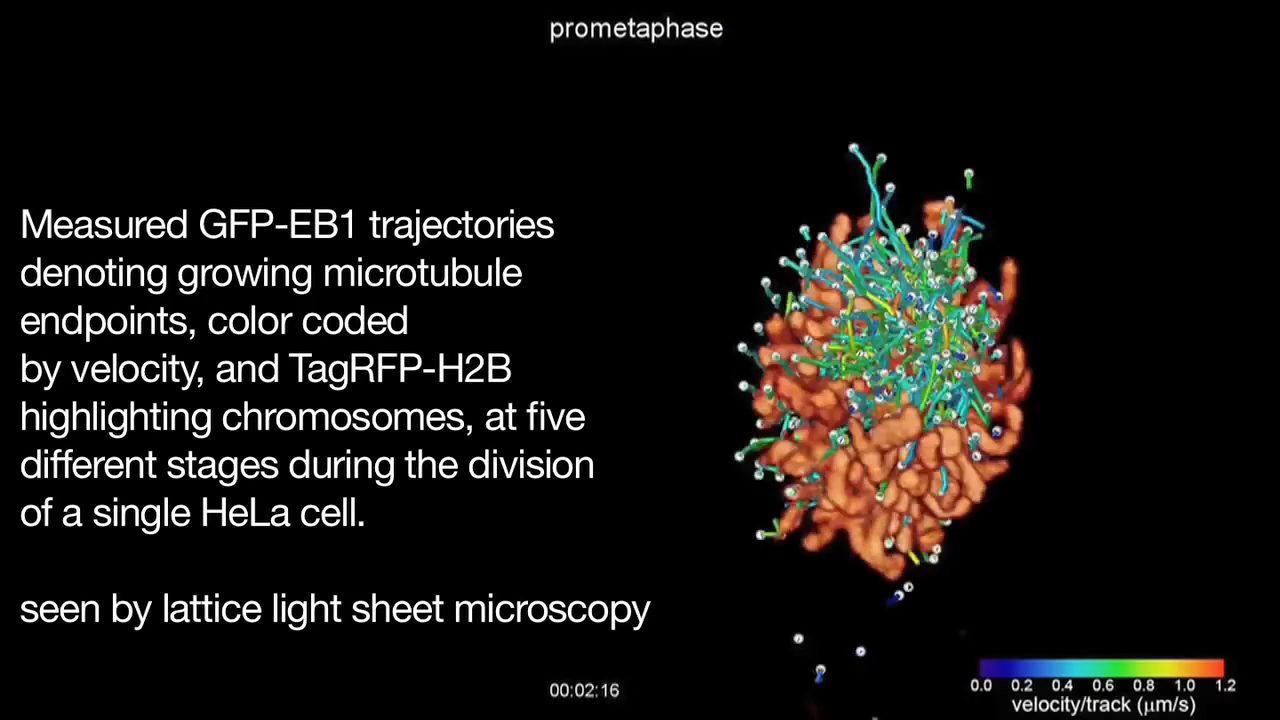 prometaphase
Measured GFP-EB1 trajectories
denoting growing microtubule
endpoints, color coded
by velocity, and TagRFP-H2B
highlighting chromosomes, at five
different stages during the division
of a single HeLa cell.
seen by lattice light sheet microscopy
00:02:16
0.0 0.2 0.4 0.6 0.8 1.0 1.2
velocity/track (μm/s)